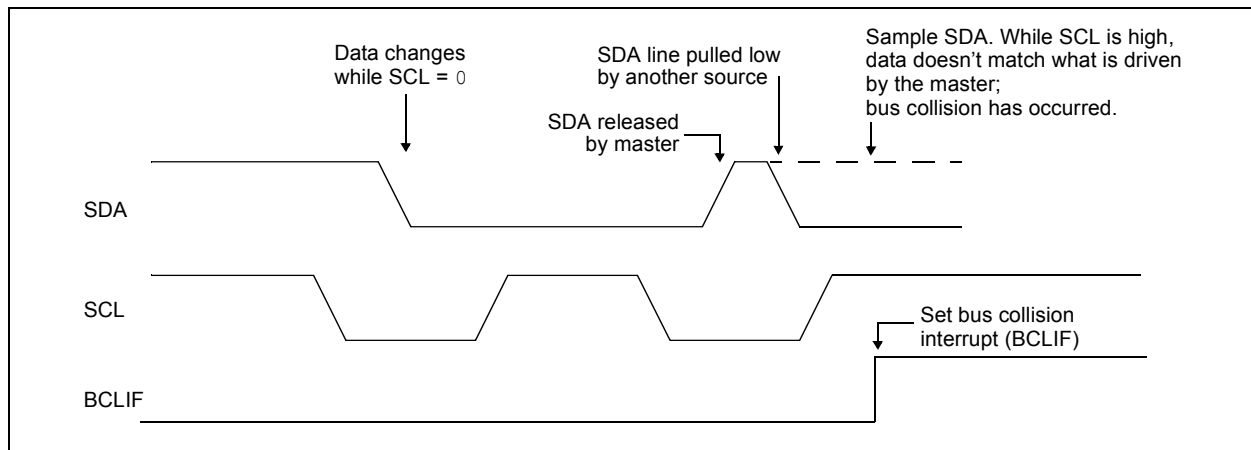 Data changes
while SCL = 0
SDA line pulled low
by another source
SDA released
by master
Sample SDA. While SCL is high,
data doesn’t match what is driven
by the master;
bus collision has occurred.
SDA
SCL
Set bus collision
interrupt (BCLIF)
BCLIF